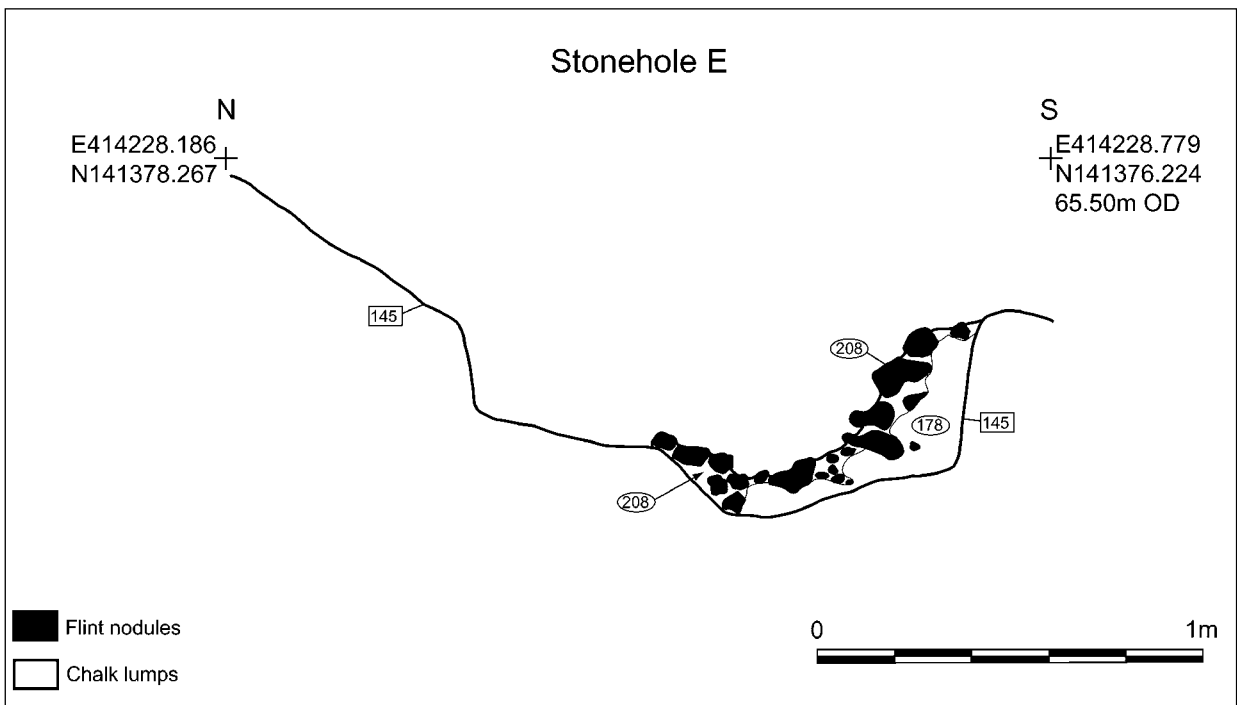 Stonehole E
N
E414228.186
N141378.267
S
E414228.779
N141376.224
65.50m OD
145
208
178
145
208
Flint nodules
Chalk lumps
0 1m